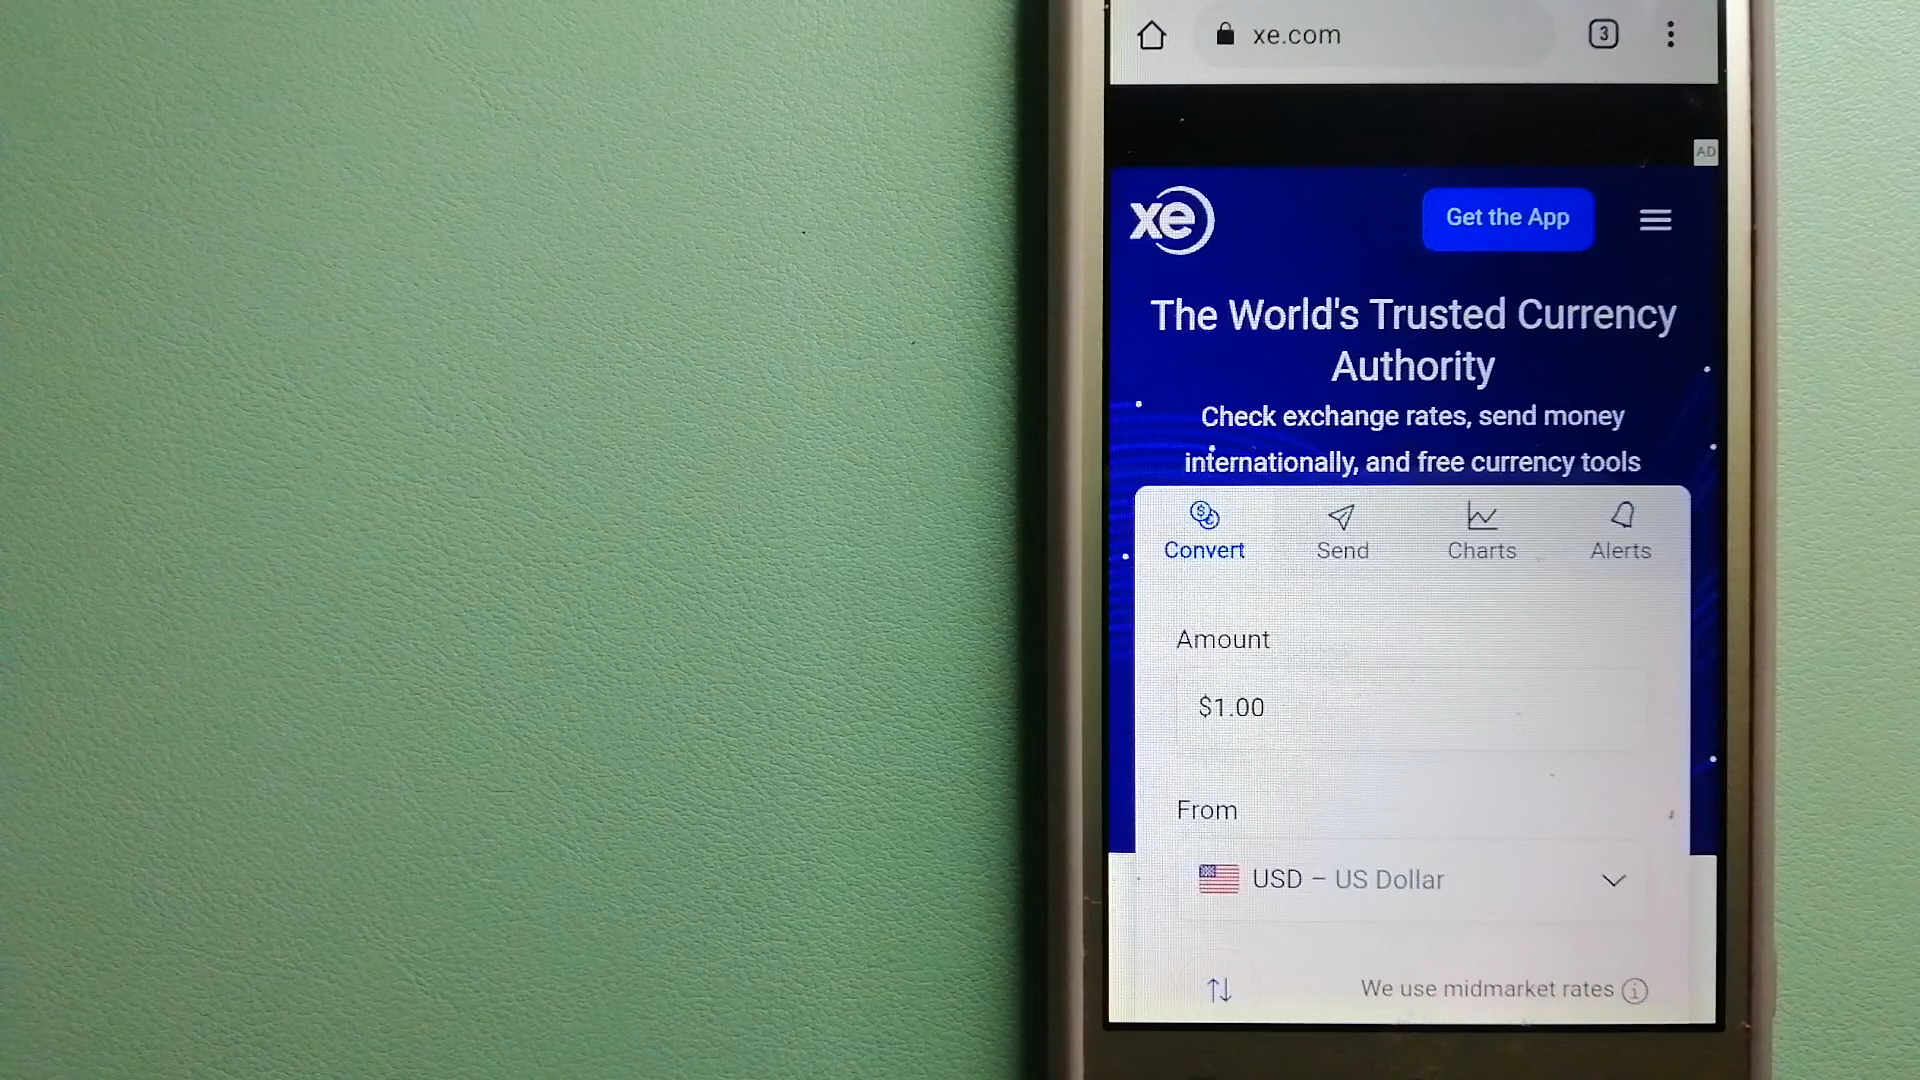 xe.com
3
AD
xe
Get the App
The World's Trusted Currency
Authority
Check exchange rates, send money
internationally, and free currency tools
Convert
Send
Charts
Alerts
Amount
$1.00
From
USD – US Dollar
We use midmarket rates